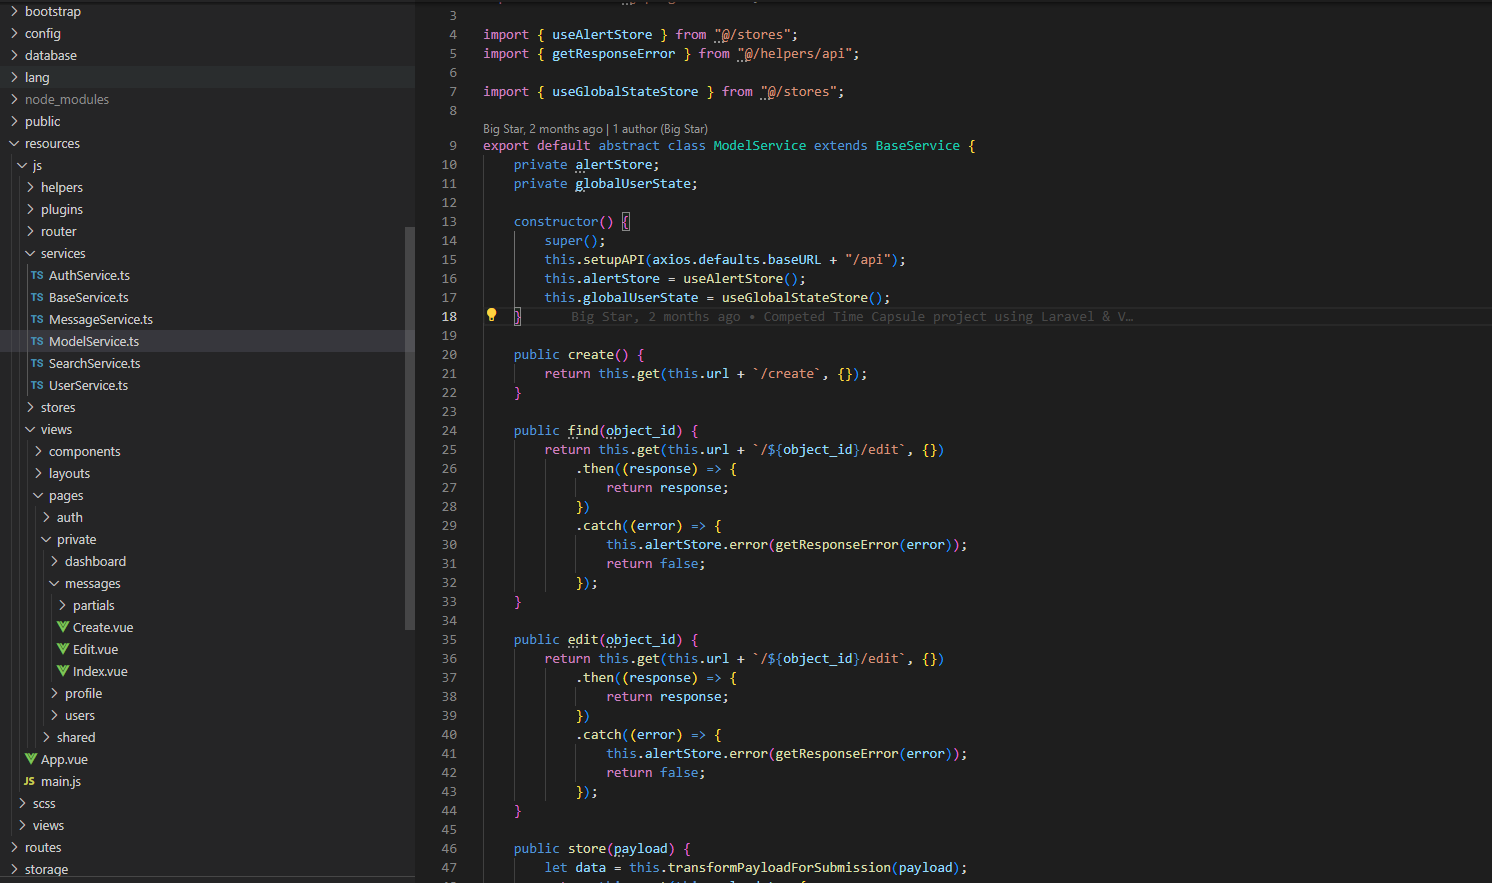 bootstrap
config
database
lang
node_modules
public
resources
js
helpers
plugins
router
services
TS AuthService.ts
TS BaseService.ts
TS MessageService.ts
TS ModelService.ts
TS SearchService.ts
TS UserService.ts
stores
views
components
layouts
pages
auth
private
dashboard
messages
partials
Create.vue
Edit.vue
Index.vue
profile
users
shared
App.vue
JS main.js
scss
views
routes
storage
3
4 import { useAlertStore } from "@/stores";
5 import { getResponseError } from "@/helpers/api";
6
7 import { useGlobalStateStore } from "@/stores";
8
Big Star, 2 months ago | 1 author (Big Star)
9 export default abstract class ModelService extends BaseService {
10 private alertStore;
11 private globalUserState;
12
13 constructor() {
14 super();
15 this.setupAPI(axios.defaults.baseURL + "/api");
16 this.alertStore = useAlertStore();
17 this.globalUserState = useGlobalStateStore();
18 } Big Star, 2 months ago • Competed Time Capsule project using Laravel & V…
19
20 public create() {
21 return this.get(this.url + `/create`, {});
22 }
23
24 public find(object_id) {
25 return this.get(this.url + `/${object_id}/edit`, {})
26 .then((response) => {
27 return response;
28 })
29 .catch((error) => {
30 this.alertStore.error(getResponseError(error));
31 return false;
32 });
33 }
34
35 public edit(object_id) {
36 return this.get(this.url + `/${object_id}/edit`, {})
37 .then((response) => {
38 return response;
39 })
40 .catch((error) => {
41 this.alertStore.error(getResponseError(error));
42 return false;
43 });
44 }
45
46 public store(payload) {
47 let data = this.transformPayloadForSubmission(payload);